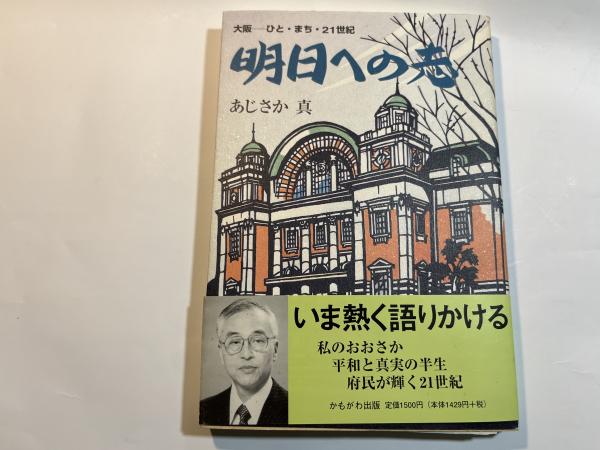 大阪──ひと・まち・21世紀
明日への志
あじさか 真
いま熱く語りかける
私のおおさか
平和と真実の半生
府民が輝く21世紀
かもがわ出版 定価1500円（本体1429円＋税）